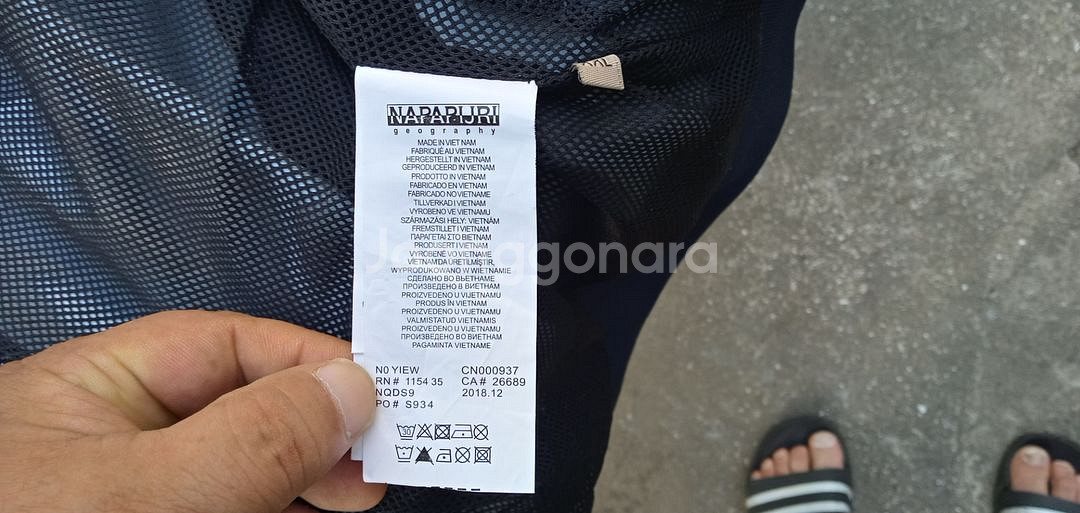 NAPAPIJRI
geography
MADE IN VIET NAM
FABRIQUÉ AU VIETNAM
HERGESTELLT IN VIETNAM
GEPRODUCEERD IN VIETNAM
PRODOTTO IN VIETNAM
FABRICADO EN VIETNAM
FABRICADO NO VIETNAME
TILLVERKAD I VIETNAM
VYROBENO VE VIETNAMU
SZÁRMAZÁSI HELY: VIETNÁM
FREMSTILLET I VIETNAM
ΠΑΡΑΓΕΤΑΙ ΣΤΟ ΒΙΕΤΝΑΜ
PRODUSERT I VIETNAM
VYROBENÉ VO VIETNAME
VIETNAM'DA ÜRETİLMİŞTİR,
WYPRODUKOWANO W WIETNAMIE
СДЕЛАНО ВО ВЬЕТНАМЕ
ПРОИЗВЕДЕНО В ВИЕТНАМ
PROIZVEDENO U VIJETNAMU
PRODUS ÎN VIETNAM
PROIZVEDENO U VIJETNAMU
VALMISTATUD VIETNAMIS
PROIZVEDENO U VIJETNAMU
ПРОИЗВЕДЕНО ВО ВИЕТНАМ
PAGAMINTA VIETNAME
N0 YIEW CN000937
RN # 1154 35 CA # 26689
NQDS9 2018.12
PO # S934
30